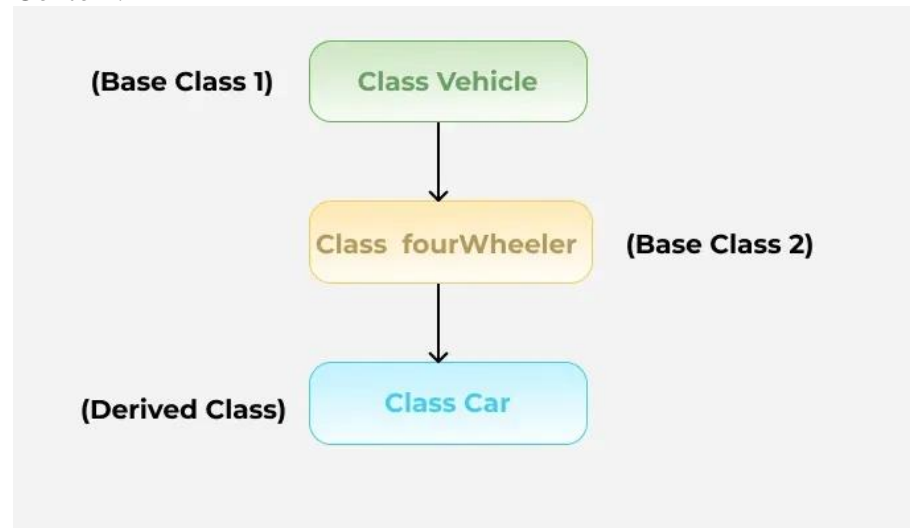 (Base Class 1)
Class Vehicle
Class fourWheeler
(Base Class 2)
(Derived Class)
Class Car